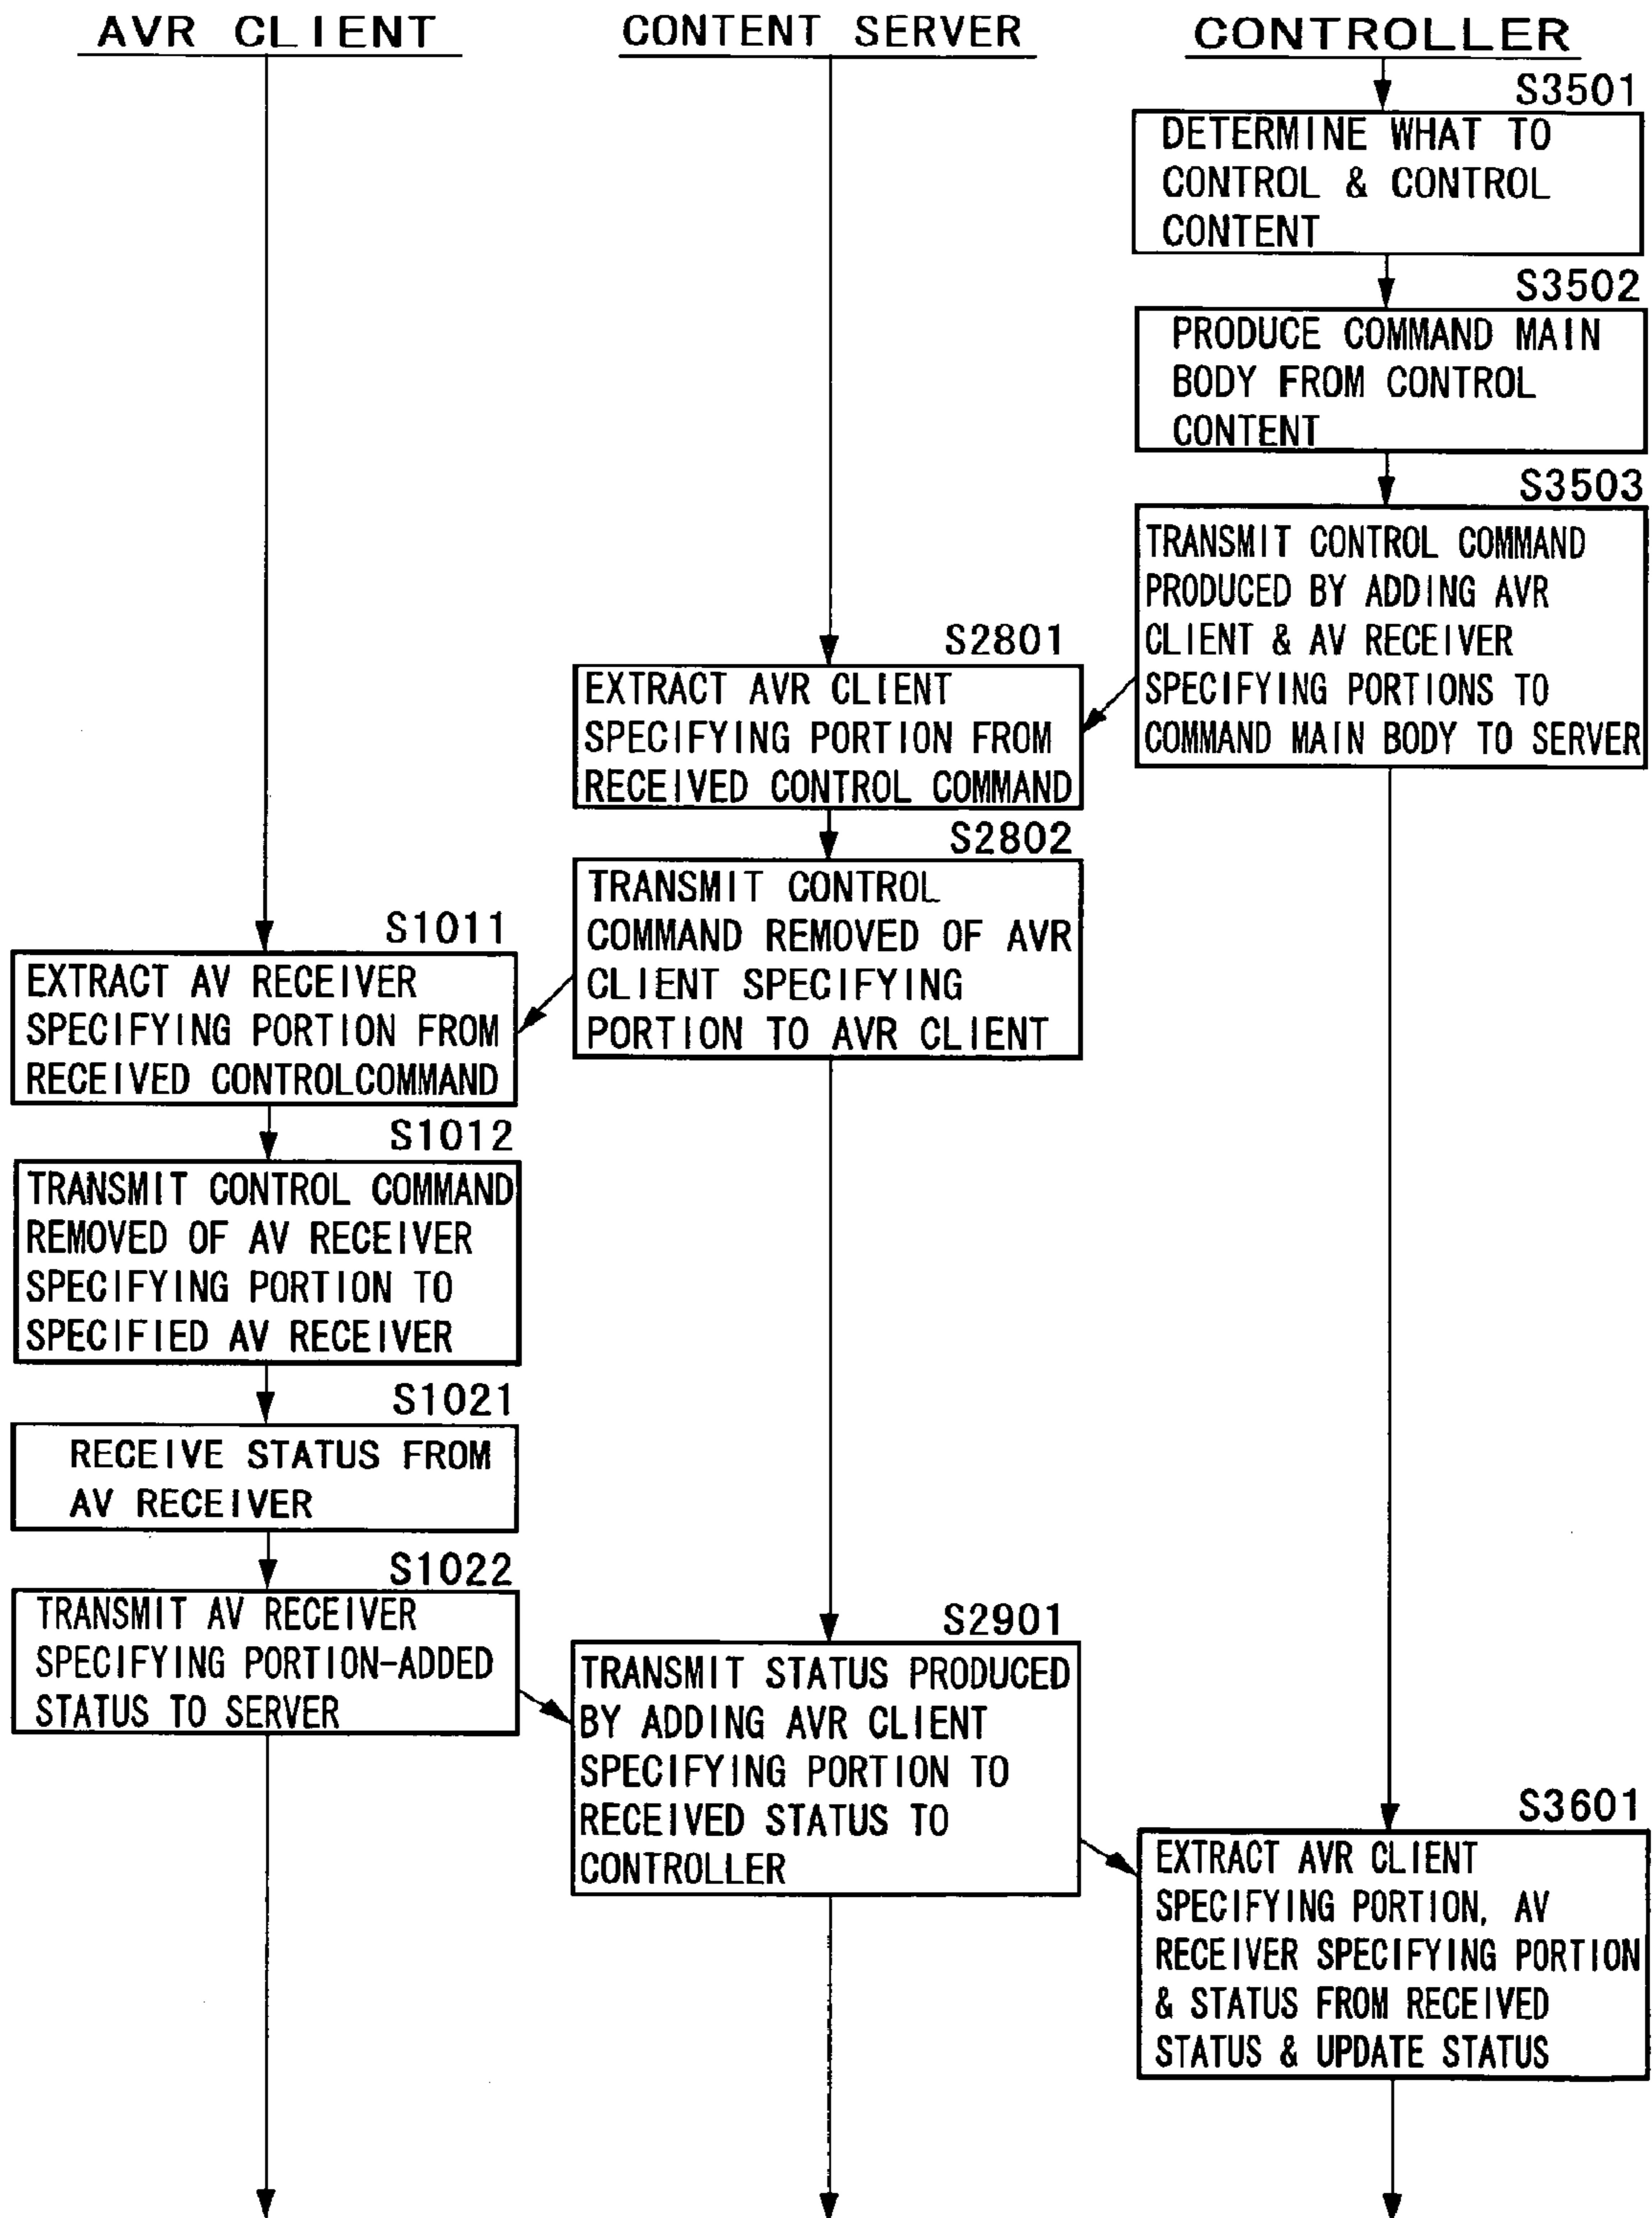 AVR CLIENT
CONTENT SERVER
CONTROLLER
S3501
DETERMINE WHAT TO
CONTROL & CONTROL
CONTENT
S3502
PRODUCE COMMAND MAIN
BODY FROM CONTROL
CONTENT
S3503
TRANSMIT CONTROL COMMAND
PRODUCED BY ADDING AVR
CLIENT & AV RECEIVER
SPECIFYING PORTIONS TO
COMMAND MAIN BODY TO SERVER
S2801
EXTRACT AVR CLIENT
SPECIFYING PORTION FROM
RECEIVED CONTROL COMMAND
S2802
TRANSMIT CONTROL
COMMAND REMOVED OF AVR
CLIENT SPECIFYING
PORTION TO AVR CLIENT
S1011
EXTRACT AV RECEIVER
SPECIFYING PORTION FROM
RECEIVED CONTROLCOMMAND
S1012
TRANSMIT CONTROL COMMAND
REMOVED OF AV RECEIVER
SPECIFYING PORTION TO
SPECIFIED AV RECEIVER
S1021
RECEIVE STATUS FROM
AV RECEIVER
S1022
TRANSMIT AV RECEIVER
SPECIFYING PORTION-ADDED
STATUS TO SERVER
S2901
TRANSMIT STATUS PRODUCED
BY ADDING AVR CLIENT
SPECIFYING PORTION TO
RECEIVED STATUS TO
CONTROLLER
S3601
EXTRACT AVR CLIENT
SPECIFYING PORTION, AV
RECEIVER SPECIFYING PORTION
& STATUS FROM RECEIVED
STATUS & UPDATE STATUS